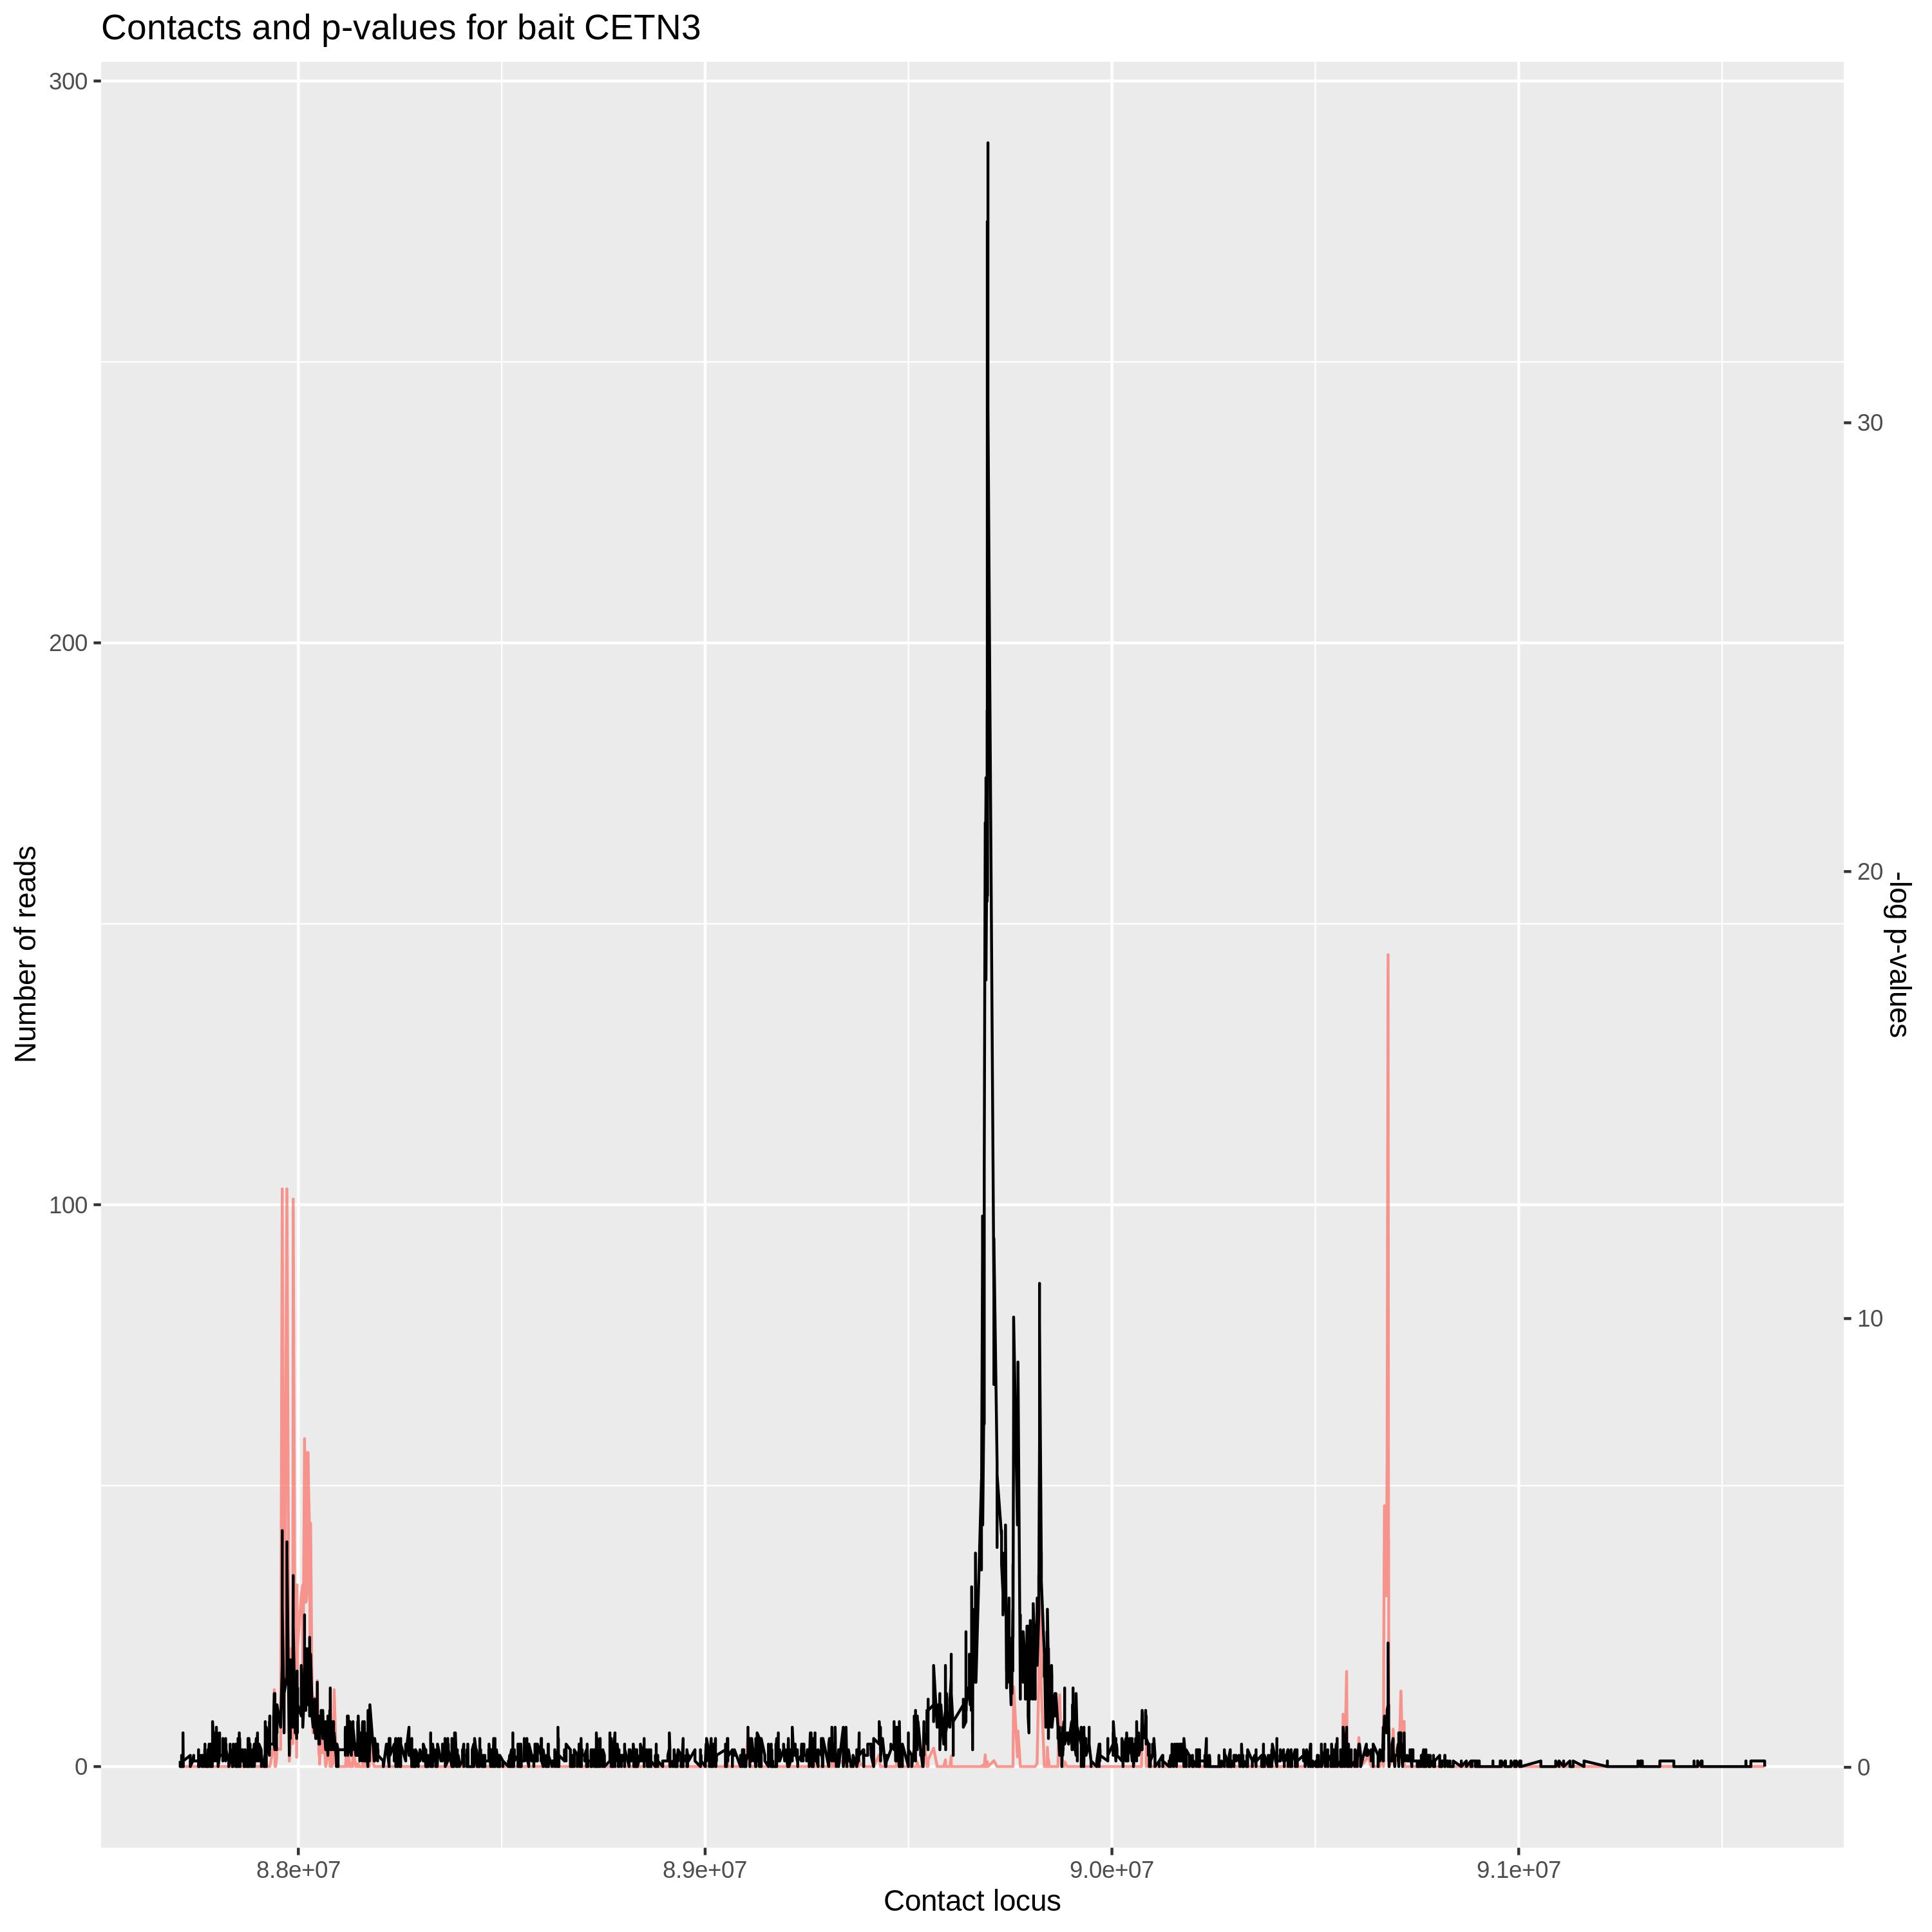 Contacts and p-values for bait CETN3
300
200
100
0
Number of reads
30
20
10
0
-log p-values
8.8e+07
8.9e+07
9.0e+07
9.1e+07
Contact locus